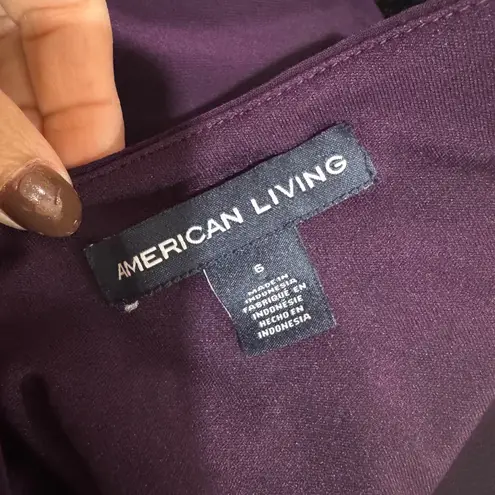 AMERICAN LIVING
6
MADE IN
INDONESIA
FABRIQUÉ EN
INDONÉSIE
HECHO EN
INDONESIA